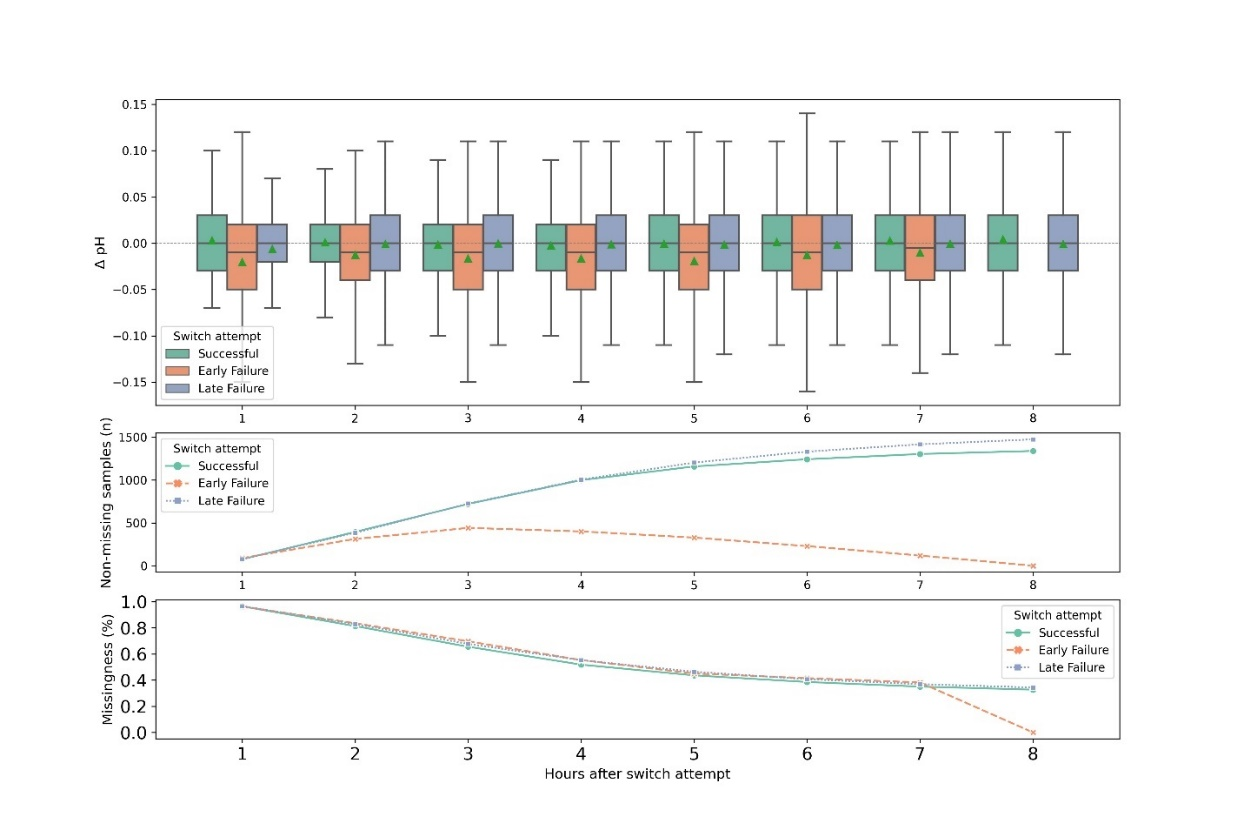 0.15
0.10
0.05
0.00
−0.05
−0.10
−0.15
Δ pH
Switch attempt
Successful
Early Failure
Late Failure
1 2 3 4 5 6 7 8
1500
1000
500
0
Non-missing samples (n)
Switch attempt
Successful
Early Failure
Late Failure
1 2 3 4 5 6 7 8
1.0
0.8
0.6
0.4
0.2
0.0
Missingness (%)
Switch attempt
Successful
Early Failure
Late Failure
1 2 3 4 5 6 7 8
Hours after switch attempt